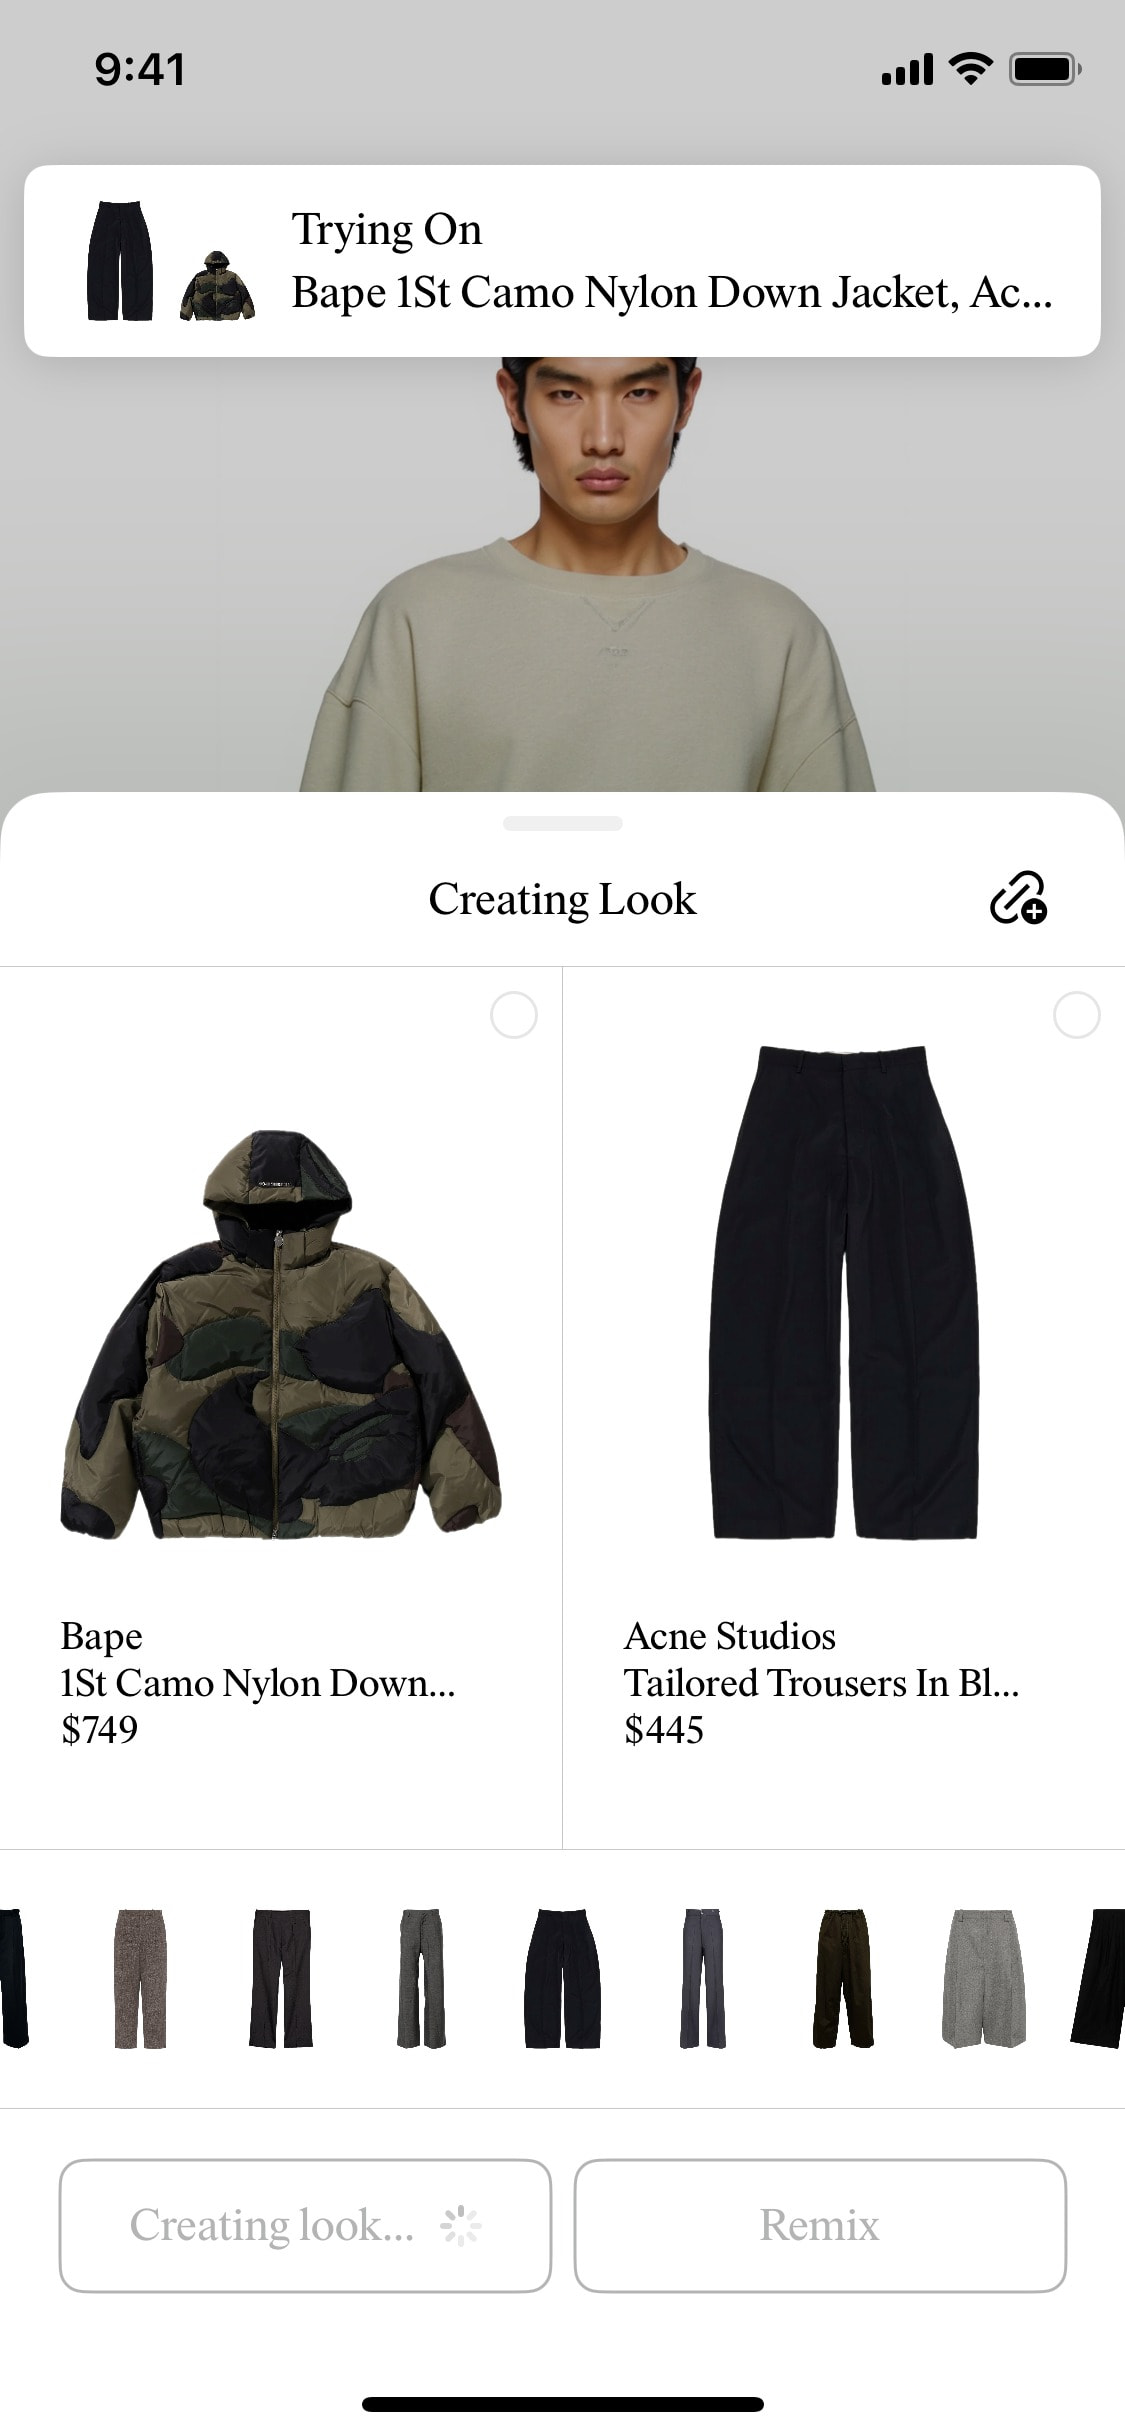 9:41
Trying On
Bape 1St Camo Nylon Down Jacket, Ac...
Creating Look
Bape
1St Camo Nylon Down...
$749
Acne Studios
Tailored Trousers In Bl...
$445
Creating look...
Remix